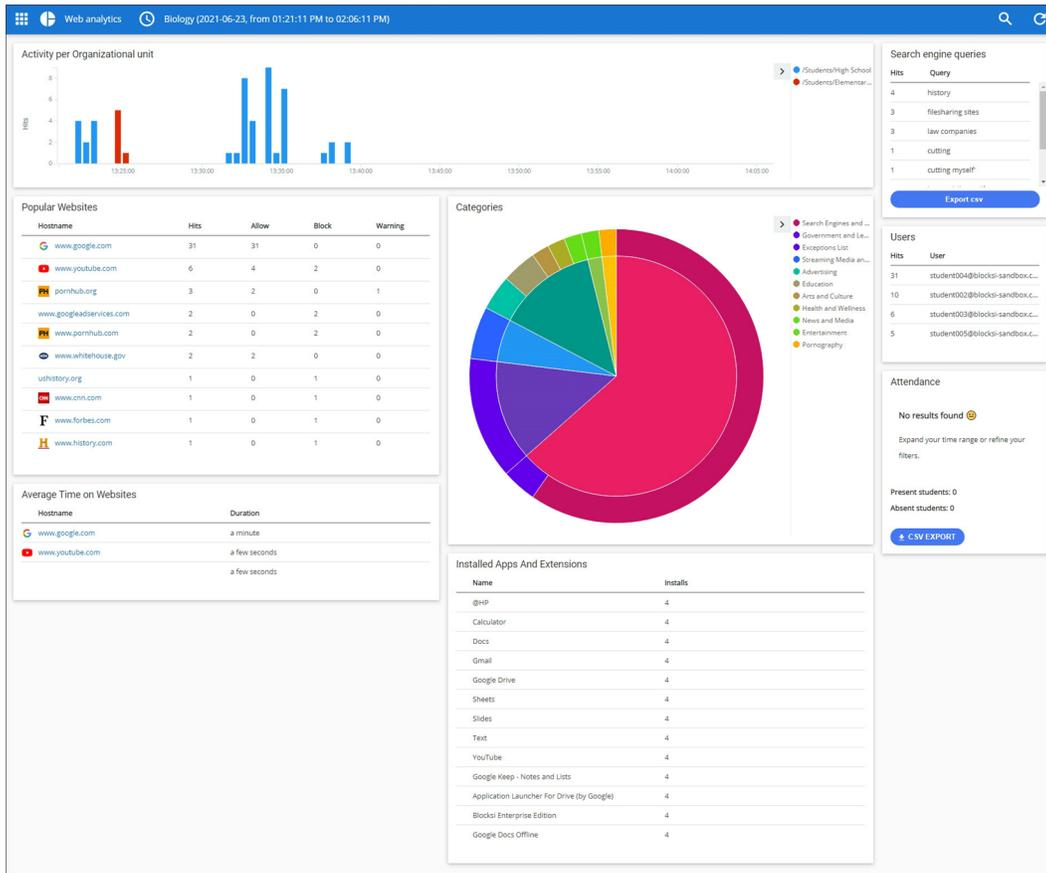 Web analytics Biology (2021-06-23, from 01:21:11 PM to 02:06:11 PM)
Activity per Organizational unit
Hits
8
6
4
2
0
13:25:00 13:30:00 13:35:00 13:40:00 13:45:00 13:50:00 13:55:00 14:00:00 14:05:00
/Students/High School
/Students/Elementar...
Search engine queries
Hits Query
4 history
3 filesharing sites
3 law companies
1 cutting
1 cutting myself'
Export csv
Popular Websites
Hostname Hits Allow Block Warning
www.google.com 31 31 0 0
www.youtube.com 6 4 2 0
PH pornhub.org 3 2 0 1
www.googleadservices.com 2 0 2 0
PH www.pornhub.com 2 0 2 0
www.whitehouse.gov 2 2 0 0
ushistory.org 1 0 1 0
CNN www.cnn.com 1 0 1 0
F www.forbes.com 1 0 1 0
H www.history.com 1 0 1 0
Categories
Search Engines and ...
Government and Le...
Exceptions List
Streaming Media an...
Advertising
Education
Arts and Culture
Health and Wellness
News and Media
Entertainment
Pornography
Users
Hits User
31 student004@blocksi-sandbox.c...
10 student002@blocksi-sandbox.c...
6 student003@blocksi-sandbox.c...
5 student005@blocksi-sandbox.c...
Attendance
No results found
Expand your time range or refine your
filters.
Present students: 0
Absent students: 0
CSV EXPORT
Average Time on Websites
Hostname Duration
www.google.com a minute
www.youtube.com a few seconds
a few seconds
Installed Apps And Extensions
Name Installs
@HP 4
Calculator 4
Docs 4
Gmail 4
Google Drive 4
Sheets 4
Slides 4
Text 4
YouTube 4
Google Keep - Notes and Lists 4
Application Launcher For Drive (by Google) 4
Blocksi Enterprise Edition 4
Google Docs Offline 4